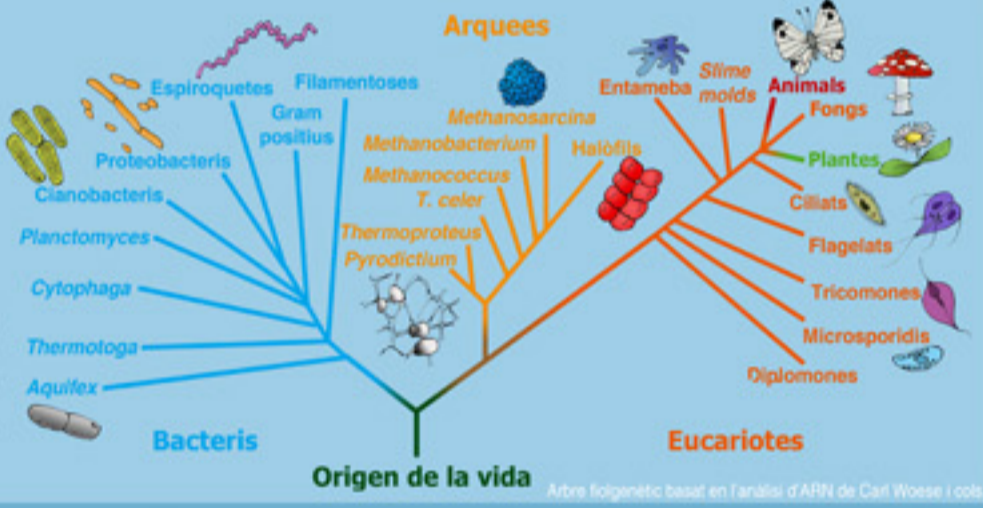 Arquees
Espiroquetes
Filamentoses
Gram
positius
Proteobacteris
Cianobacteris
Planctomyces
Cytophaga
Thermotoga
Aquifex
Bacteris
Methanosarcina
Methanobacterium
Halòfils
Methanococcus
T. celer
Thermoproteus
Pyrodictium
Entameba
Slime
molds
Animals
Fongs
Plantes
Ciliats
Flagelats
Tricomones
Microsporidis
Diplomones
Eucariotes
Origen de la vida
Arbre fiolgenètic basat en l'anàlisi d'ARN de Carl Woese i cols